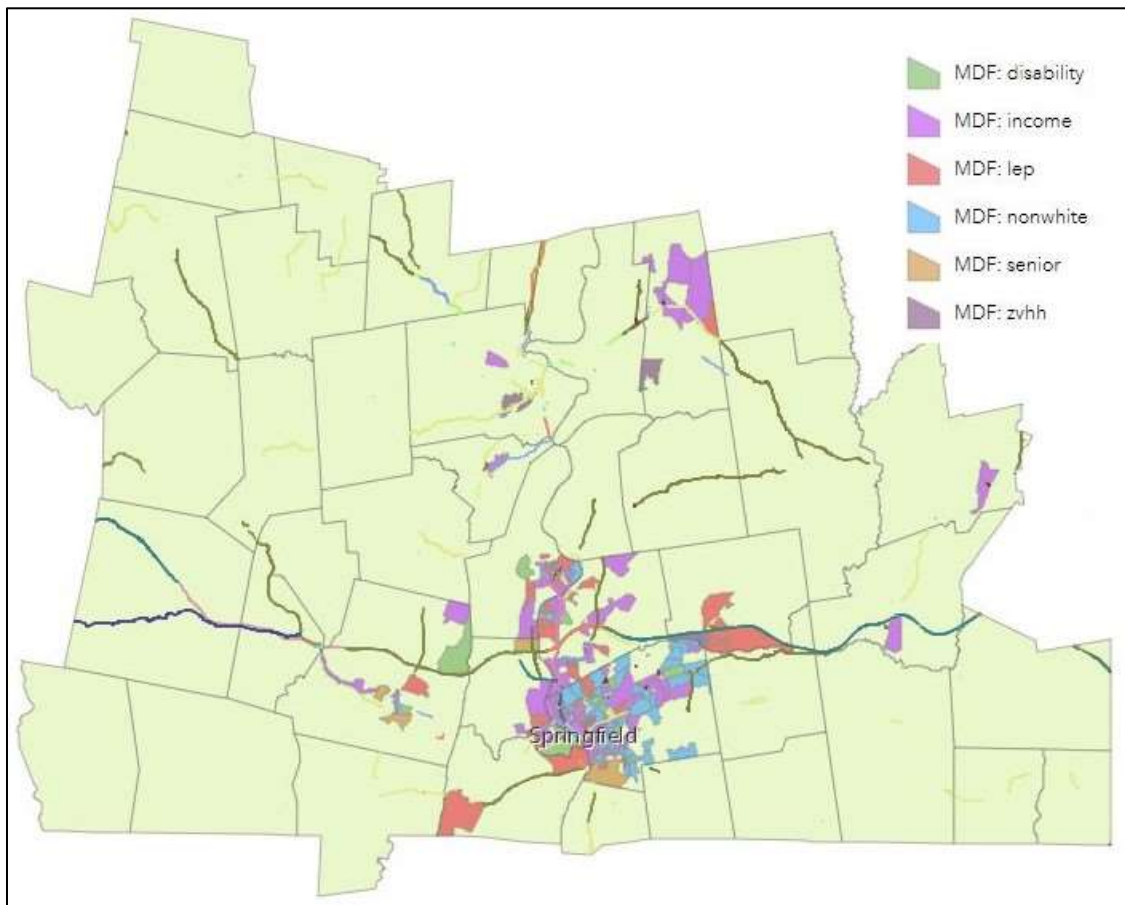 MDF: disability
MDF: income
MDF: lep
MDF: nonwhite
MDF: senior
MDF: zvhh
Springfield